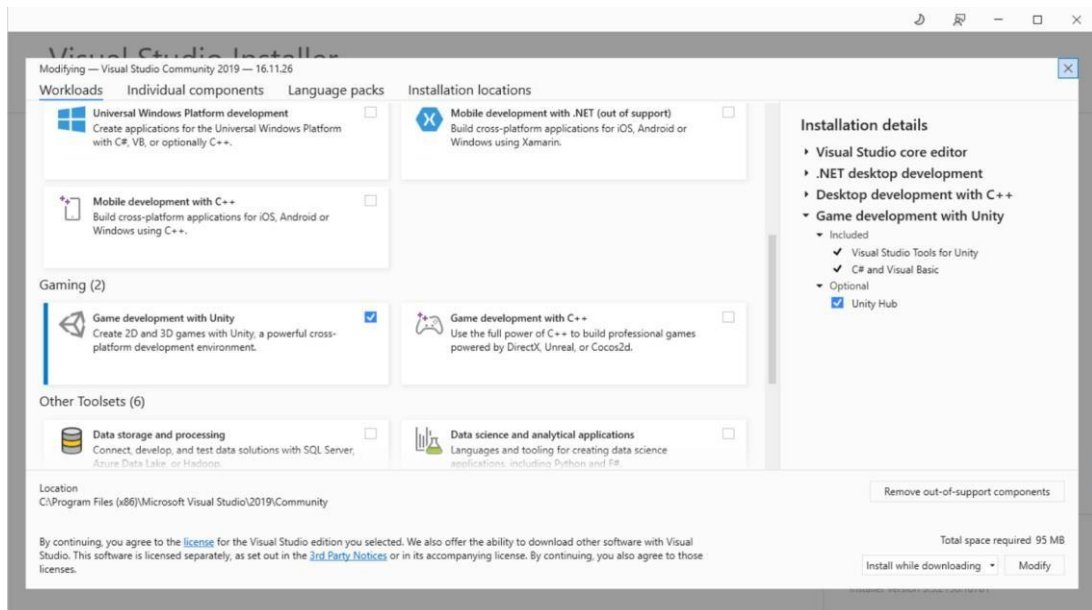 Visual Studio Installer
Modifying — Visual Studio Community 2019 — 16.11.26
Workloads
Individual components
Language packs
Installation locations
Universal Windows Platform development
Create applications for the Universal Windows Platform
with C#, VB, or optionally C++.
Mobile development with .NET (out of support)
Build cross-platform applications for iOS, Android or
Windows using Xamarin.
Mobile development with C++
Build cross-platform applications for iOS, Android or
Windows using C++.
Gaming (2)
Game development with Unity
Create 2D and 3D games with Unity, a powerful cross-
platform development environment.
Game development with C++
Use the full power of C++ to build professional games
powered by DirectX, Unreal, or Cocos2d.
Other Toolsets (6)
Data storage and processing
Connect, develop, and test data solutions with SQL Server,
Azure Data Lake, or Hadoop.
Data science and analytical applications
Languages and tooling for creating data science
applications, including Python and F#.
Installation details
Visual Studio core editor
.NET desktop development
Desktop development with C++
Game development with Unity
Included
Visual Studio Tools for Unity
C# and Visual Basic
Optional
Unity Hub
Location
C:\Program Files (x86)\Microsoft Visual Studio\2019\Community
Remove out-of-support components
By continuing, you agree to the license for the Visual Studio edition you selected. We also offer the ability to download other software with Visual
Studio. This software is licensed separately, as set out in the 3rd Party Notices or in its accompanying license. By continuing, you also agree to those
licenses.
Total space required 95 MB
Install while downloading
Modify